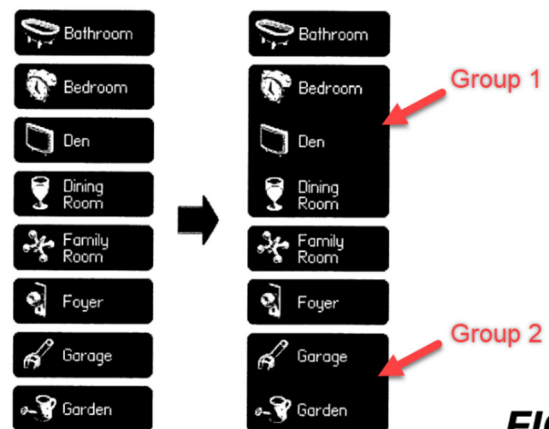 Bathroom
Bedroom
Den
Dining
Room
Family
Room
Foyer
Garage
Garden
Bathroom
Bedroom
Den
Dining
Room
Family
Room
Foyer
Garage
Garden
Group 1
Group 2